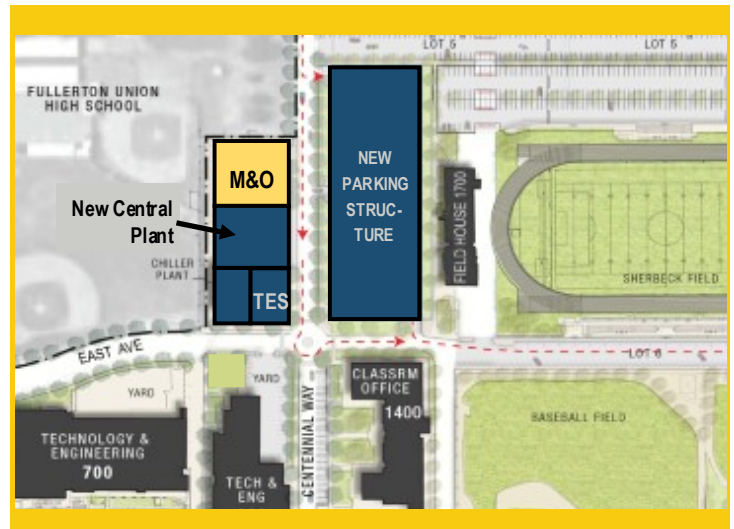 LOT 5
LOT 5
FULLERTON UNION
HIGH SCHOOL
M&O
NEW
PARKING
STRUC-
TURE
New Central
Plant
FIELD HOUSE 1700
CHILLER
PLANT
TES
SHERBECK FIELD
EAST AVE
LOT 6
YARD
YARD
CLASSRM
OFFICE
1400
CENTENNIAL WAY
BASEBALL FIELD
TECHNOLOGY &
ENGINEERING
700
TECH &
ENG